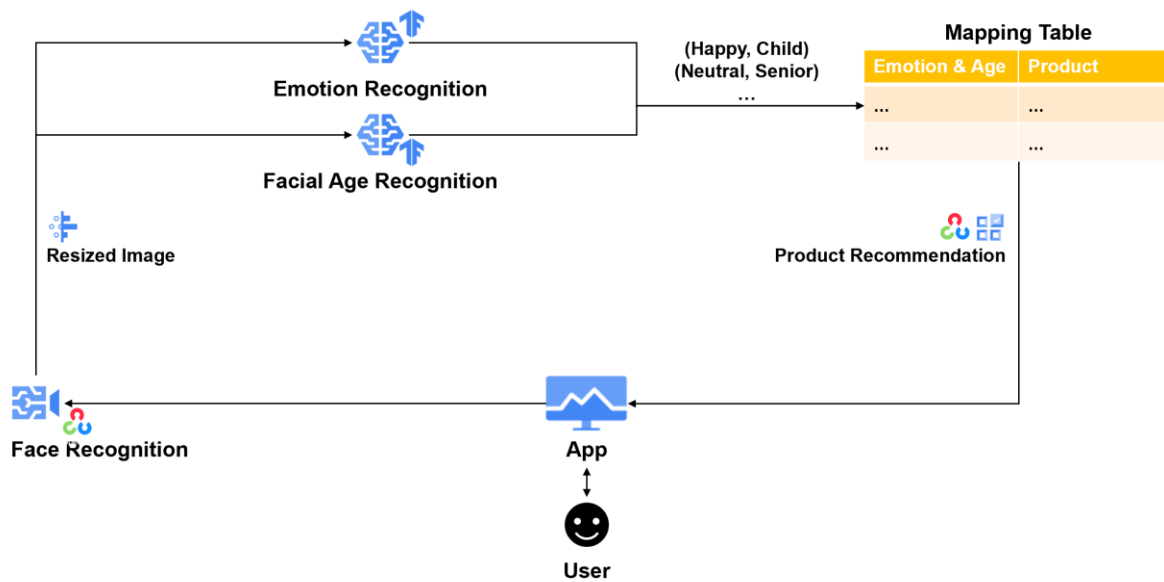 Mapping Table
Emotion & Age Product
... ...
... ...
(Happy, Child)
(Neutral, Senior)
...
Emotion Recognition
Facial Age Recognition
Resized Image
Product Recommendation
Face Recognition
App
User